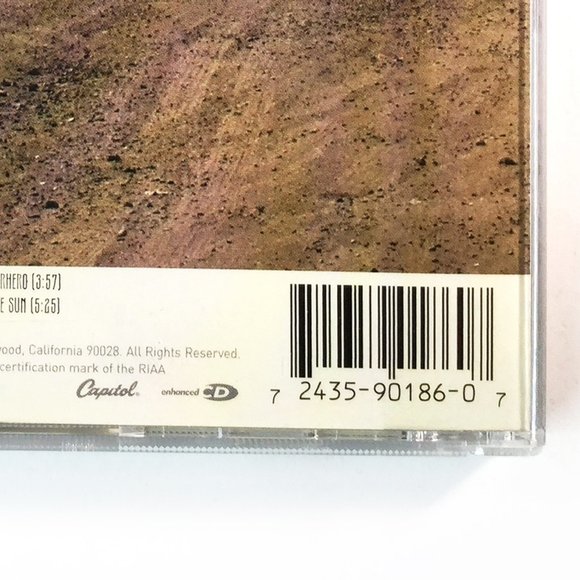 RHERO (3:57)
E SUN (5:25)
wood, California 90028. All Rights Reserved.
certification mark of the RIAA
Capitol® enhanced CD
7 2435-90186-0 7